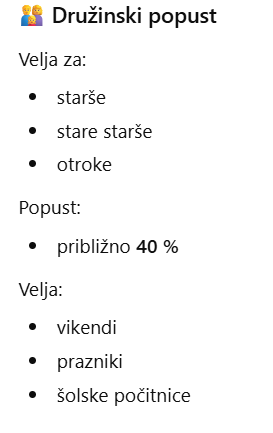 Družinski popust
Velja za:
starše
stare starše
otroke
Popust:
približno 40 %
Velja:
vikendi
prazniki
šolske počitnice